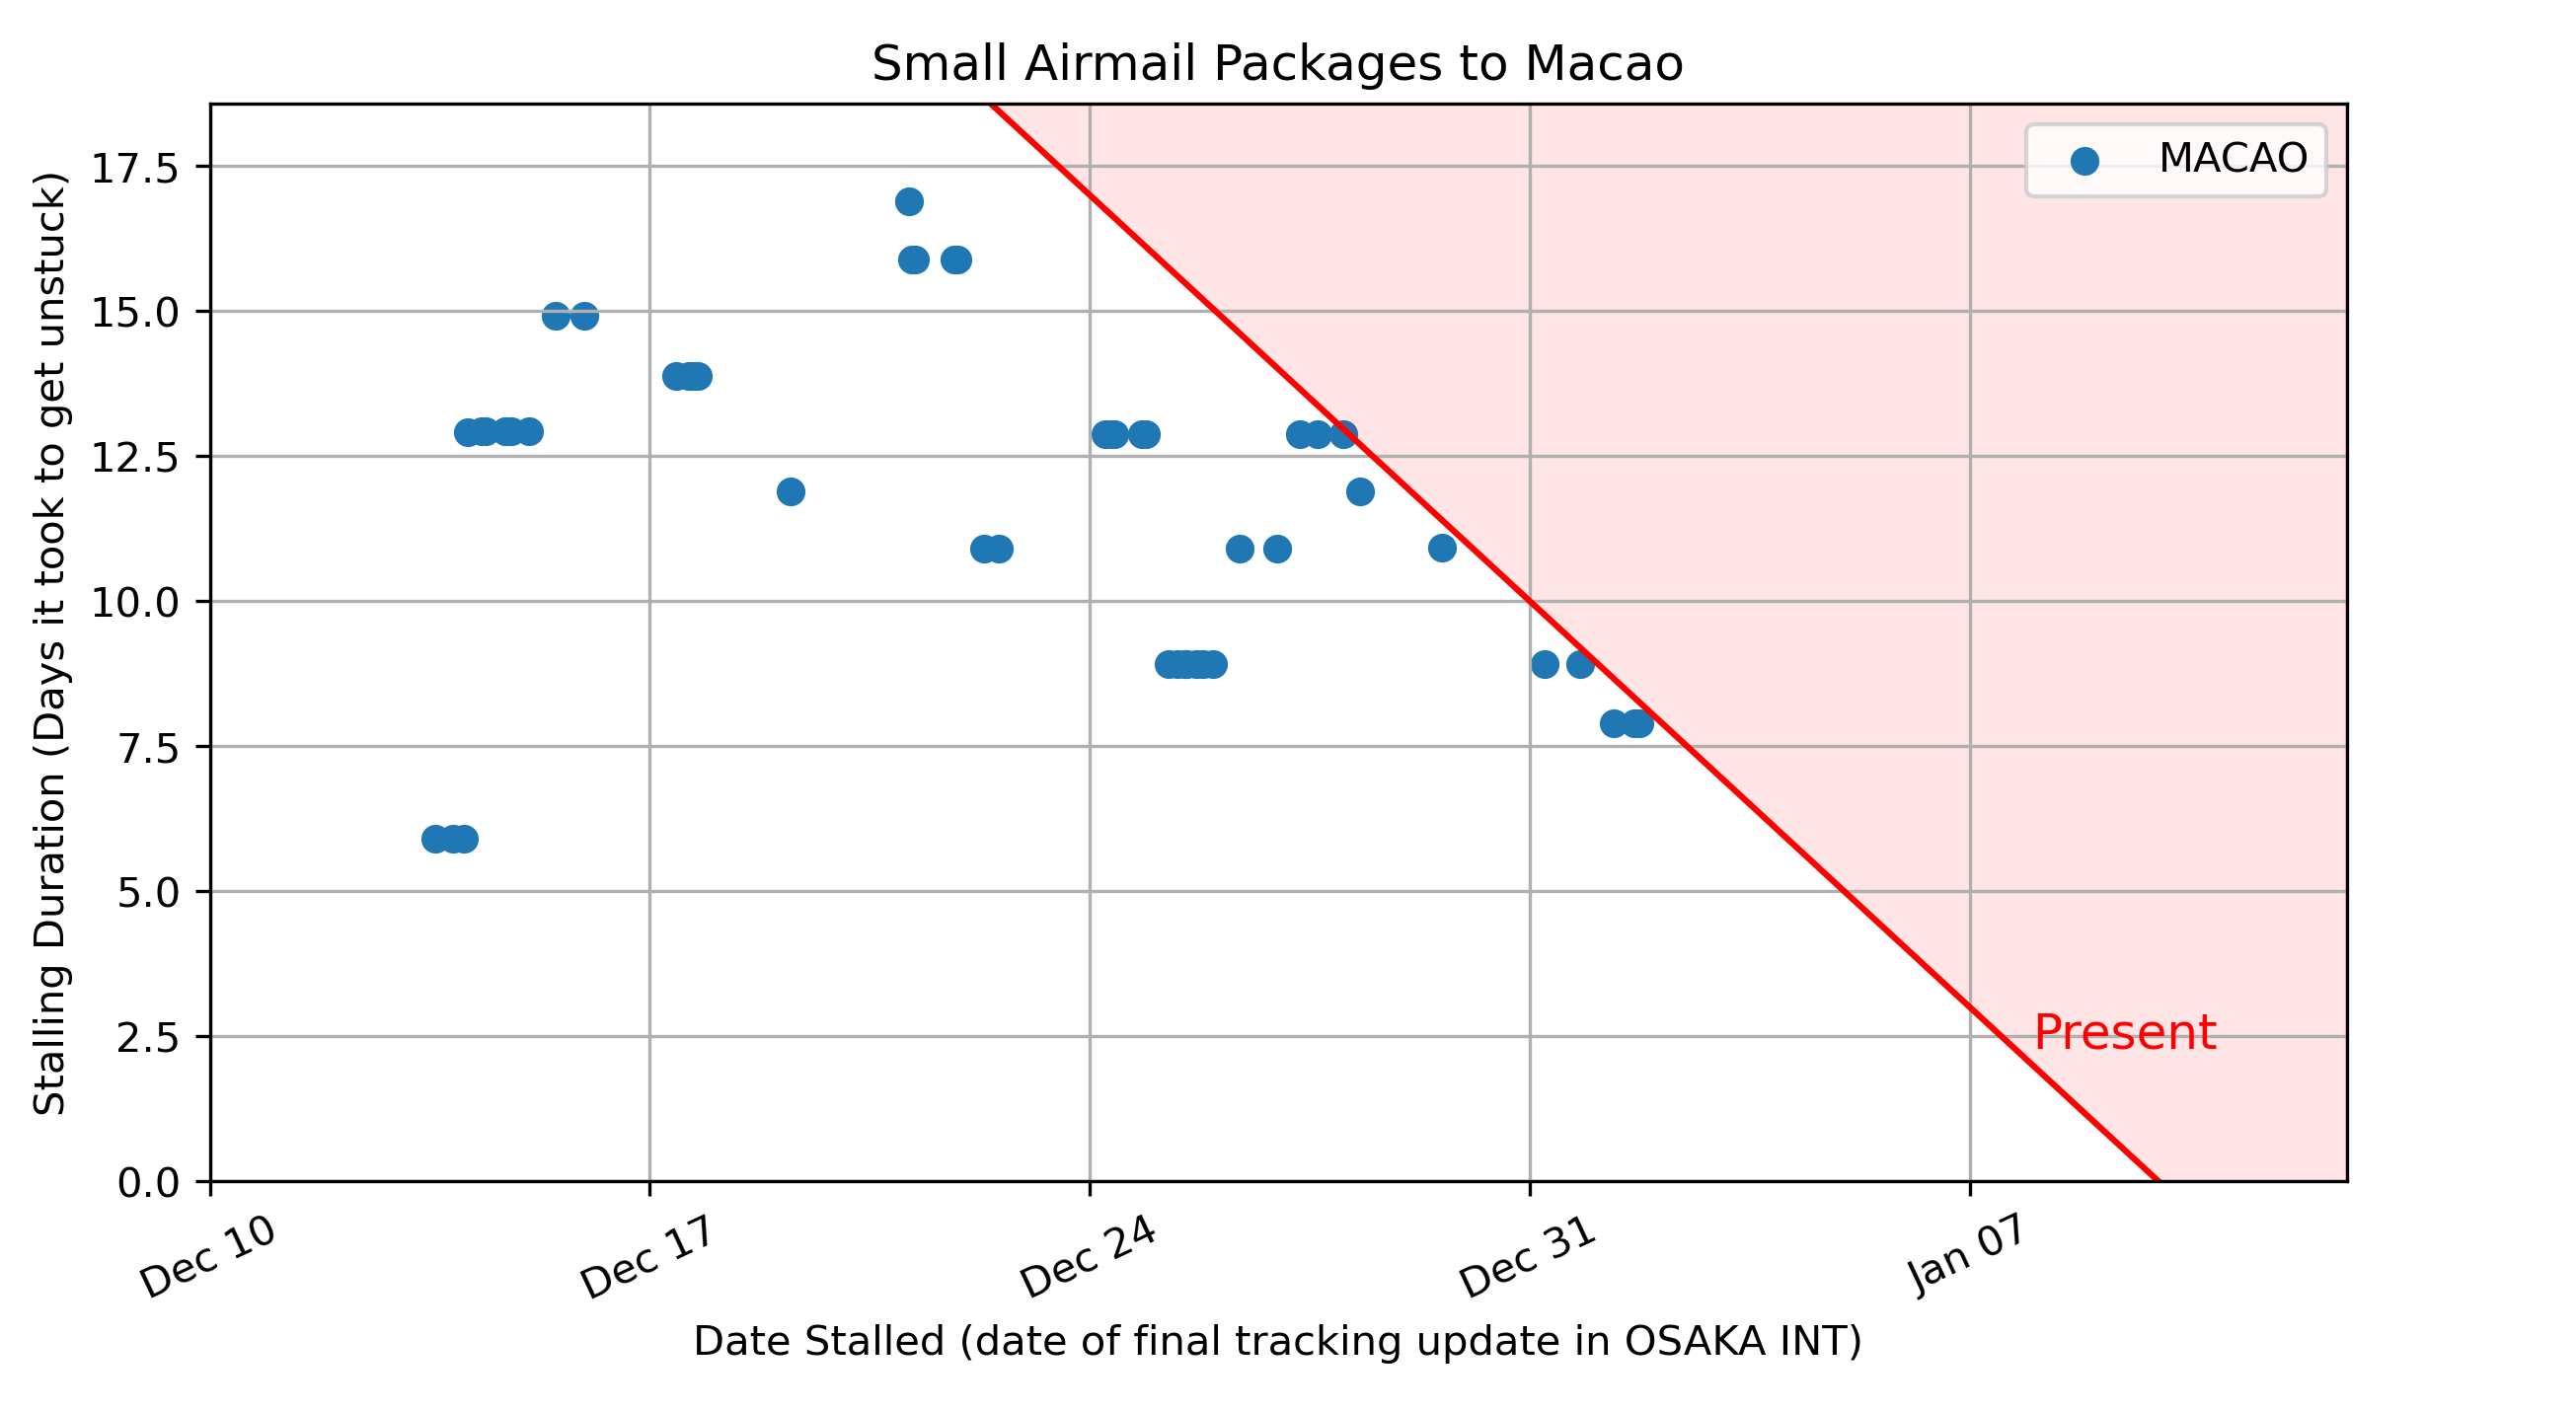 Small Airmail Packages to Macao
MACAO
Stalling Duration (Days it took to get unstuck)
17.5
15.0
12.5
10.0
7.5
5.0
2.5
0.0
Present
Dec 10
Dec 17
Dec 24
Dec 31
Jan 07
Date Stalled (date of final tracking update in OSAKA INT)